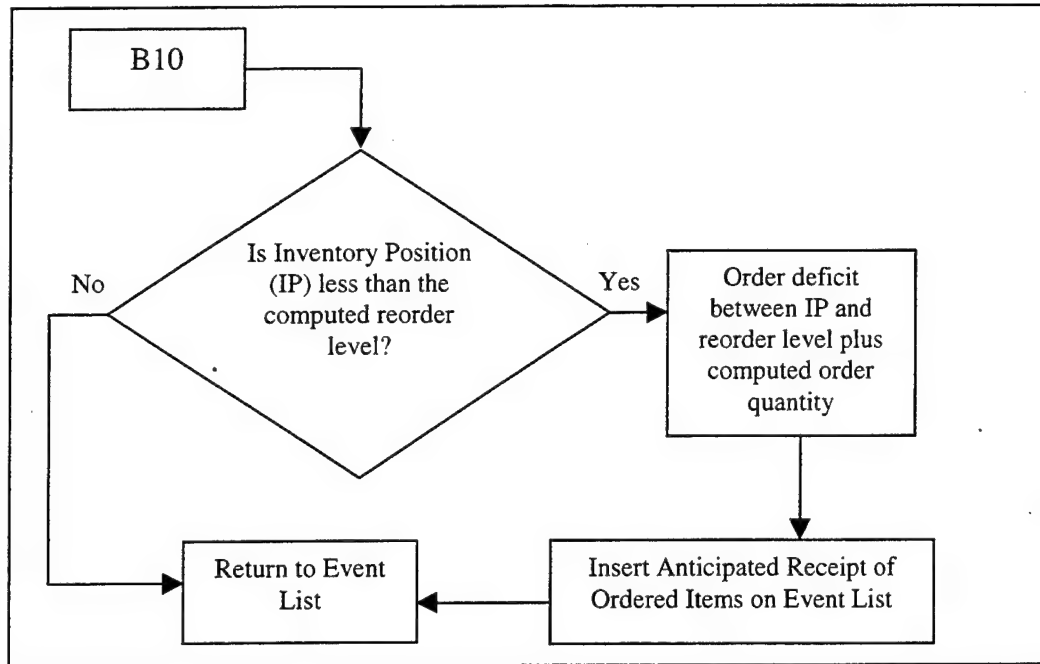 B10
Is Inventory Position
(IP) less than the
computed reorder
level?
No
Yes
Order deficit
between IP and
reorder level plus
computed order
quantity
Return to Event
List
Insert Anticipated Receipt of
Ordered Items on Event List